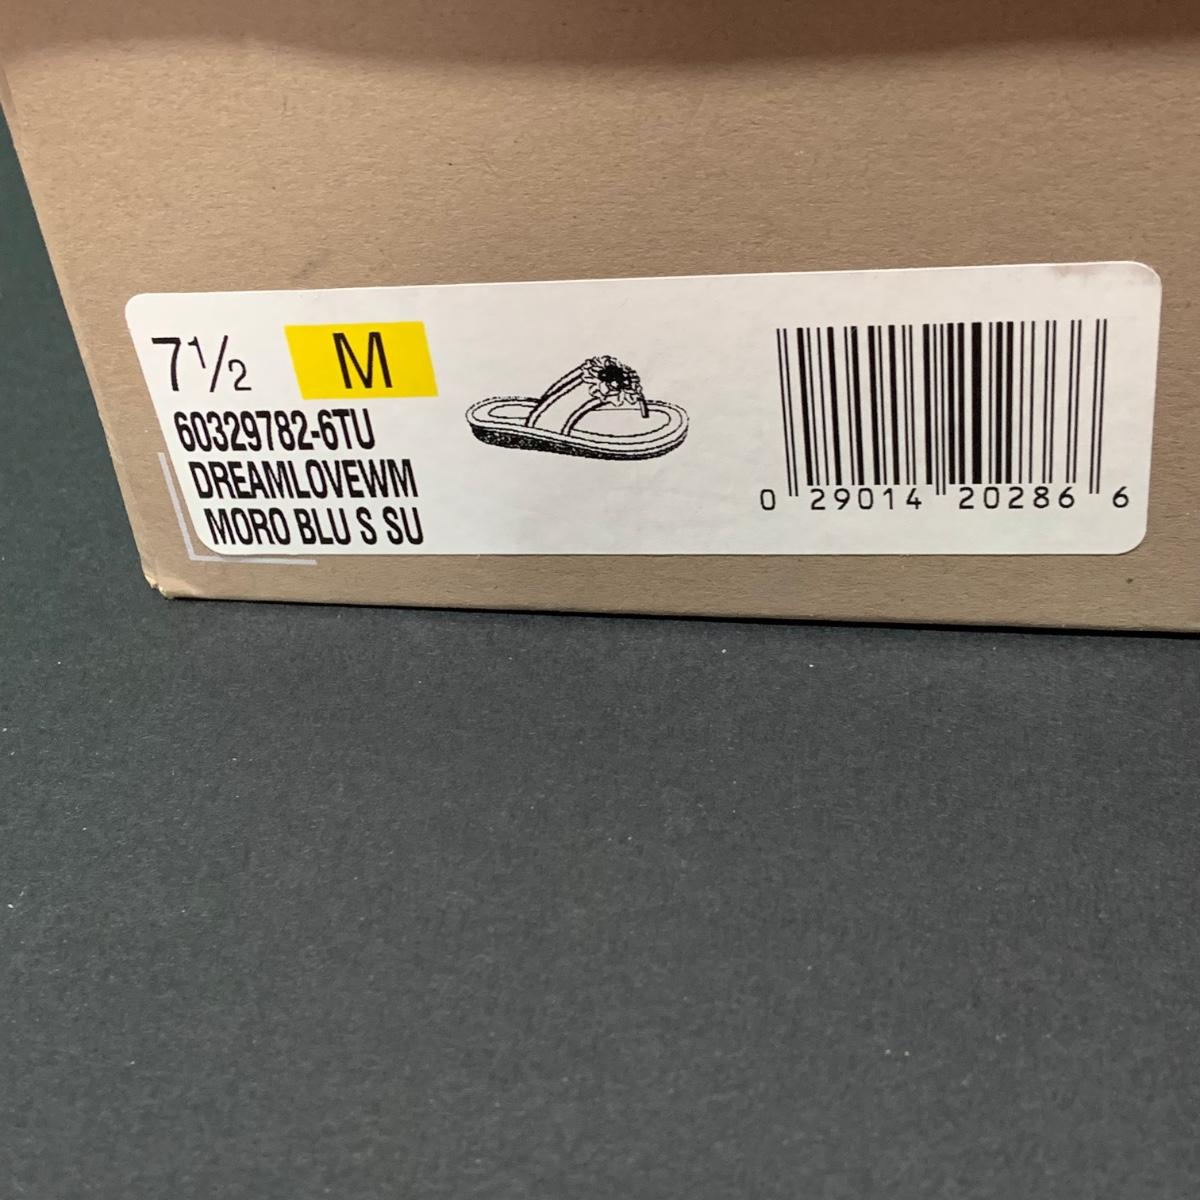 7½ M
60329782-6TU
DREAMLOVEWM
MORO BLU S SU
0 29014 20286 6